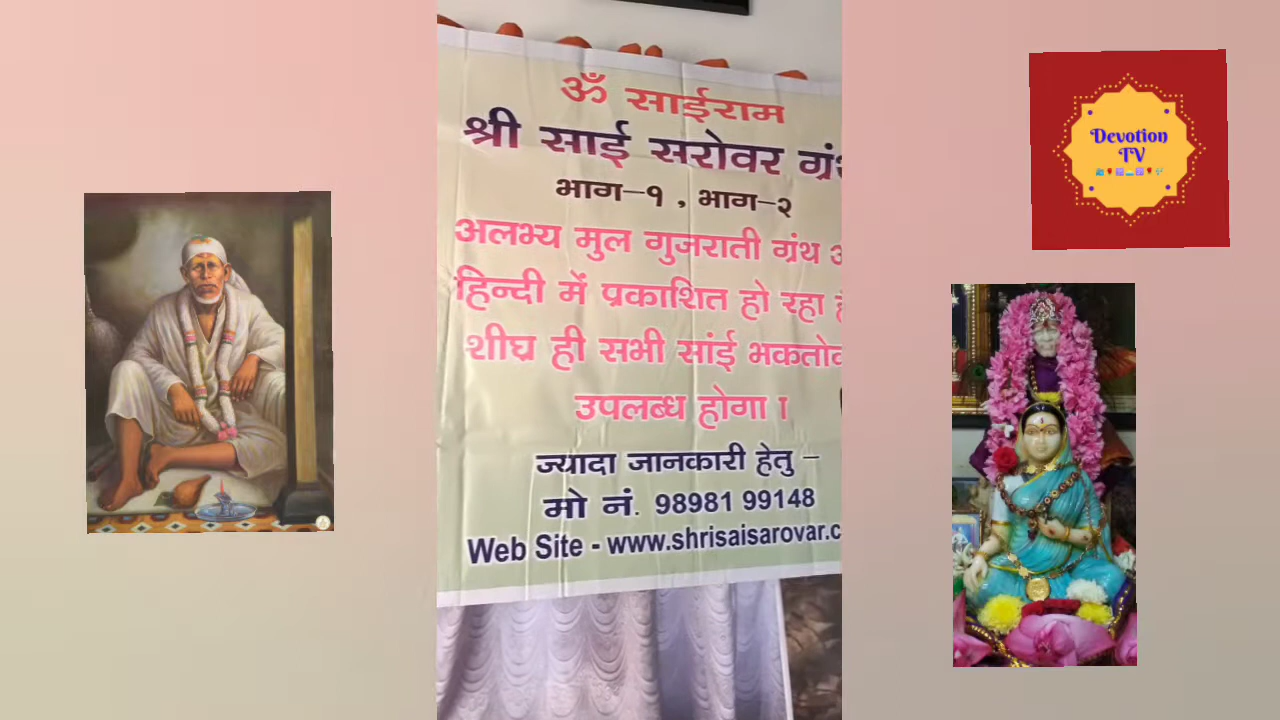 ॐ साईराम
श्री साई सरोवर
भाग-१ , भाग-२
अलभ्य मुल गुजराती ग्रंथ
हिन्दी में प्रकाशित हो रहा
शीघ्र ही सभी सांई
उपलब्ध होगा ।
ज्यादा जानकारी हेतु -
मो नं. 98981 99148
Web Site - www.shrisaisarovar.c
Devotion
TV